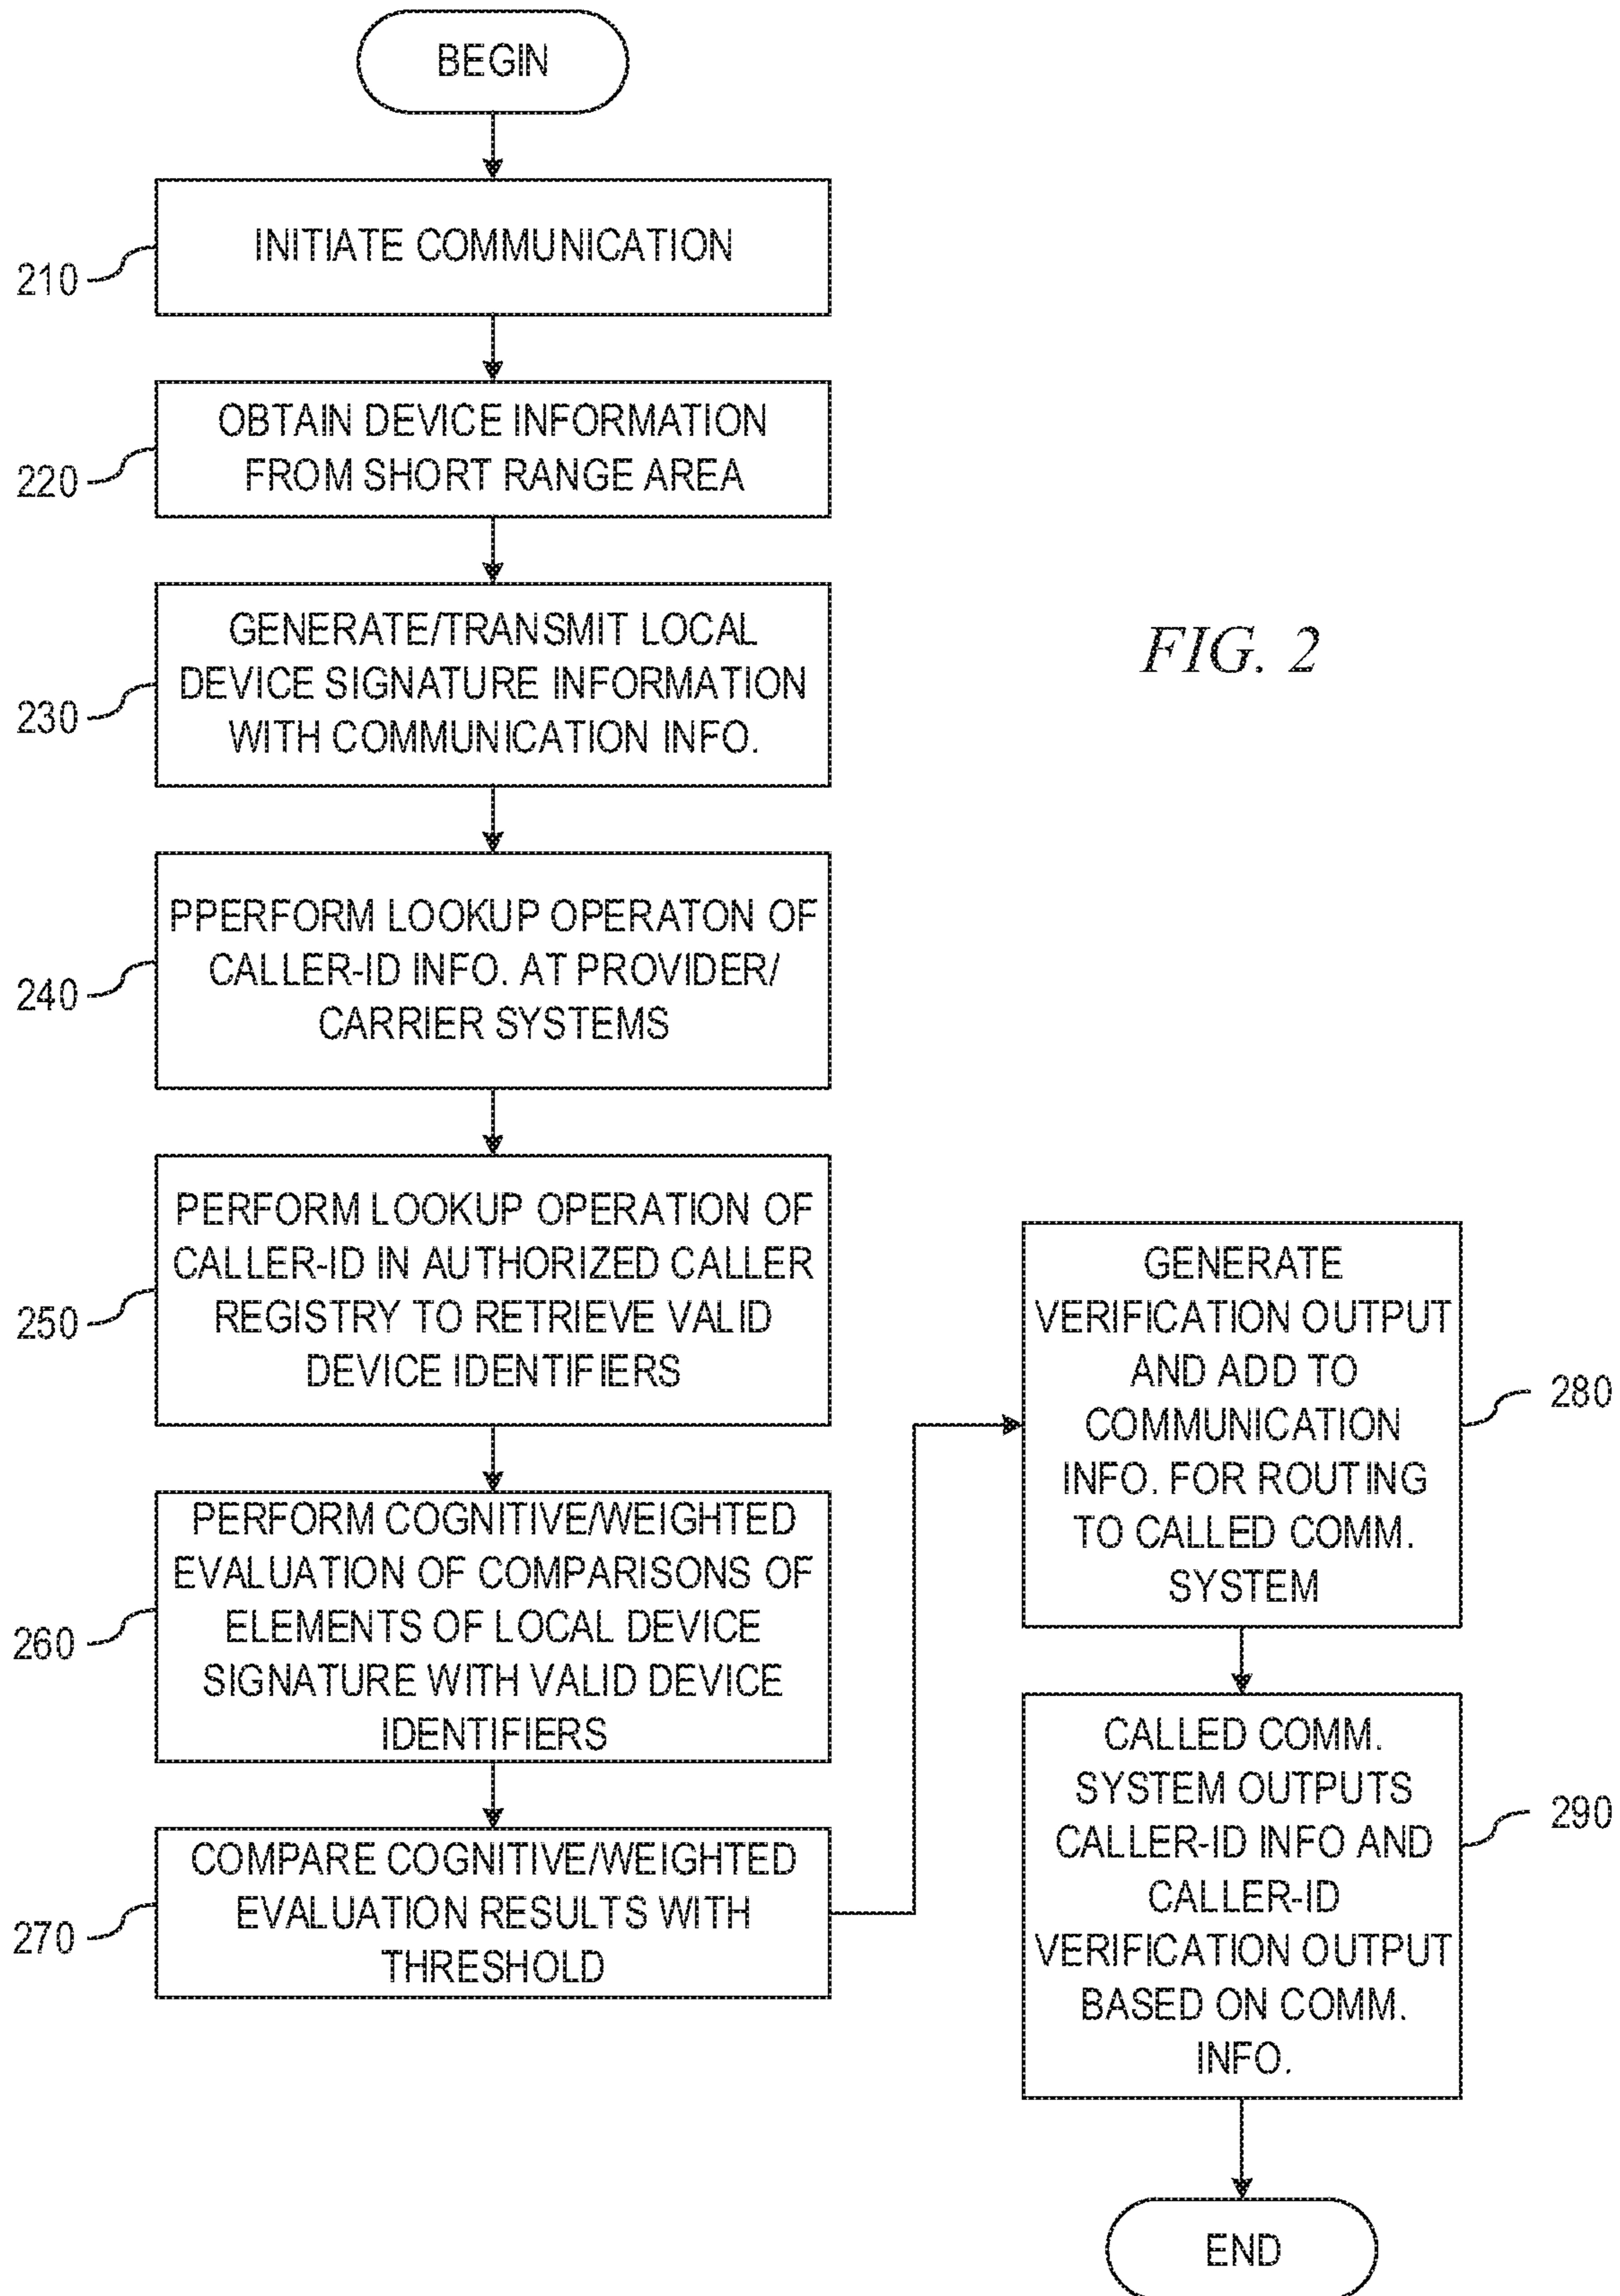 BEGIN
INITIATE COMMUNICATION
210
OBTAIN DEVICE INFORMATION
FROM SHORT RANGE AREA
220
GENERATE/TRANSMIT LOCAL
DEVICE SIGNATURE INFORMATION
WITH COMMUNICATION INFO.
230
FIG. 2
PPERFORM LOOKUP OPERATON OF
CALLER-ID INFO. AT PROVIDER/
CARRIER SYSTEMS
240
PERFORM LOOKUP OPERATION OF
CALLER-ID IN AUTHORIZED CALLER
REGISTRY TO RETRIEVE VALID
DEVICE IDENTIFIERS
250
PERFORM COGNITIVE/WEIGHTED
EVALUATION OF COMPARISONS OF
ELEMENTS OF LOCAL DEVICE
SIGNATURE WITH VALID DEVICE
IDENTIFIERS
260
COMPARE COGNITIVE/WEIGHTED
EVALUATION RESULTS WITH
THRESHOLD
270
GENERATE
VERIFICATION OUTPUT
AND ADD TO
COMMUNICATION
INFO. FOR ROUTING
TO CALLED COMM.
SYSTEM
280
CALLED COMM.
SYSTEM OUTPUTS
CALLER-ID INFO AND
CALLER-ID
VERIFICATION OUTPUT
BASED ON COMM.
INFO.
290
END